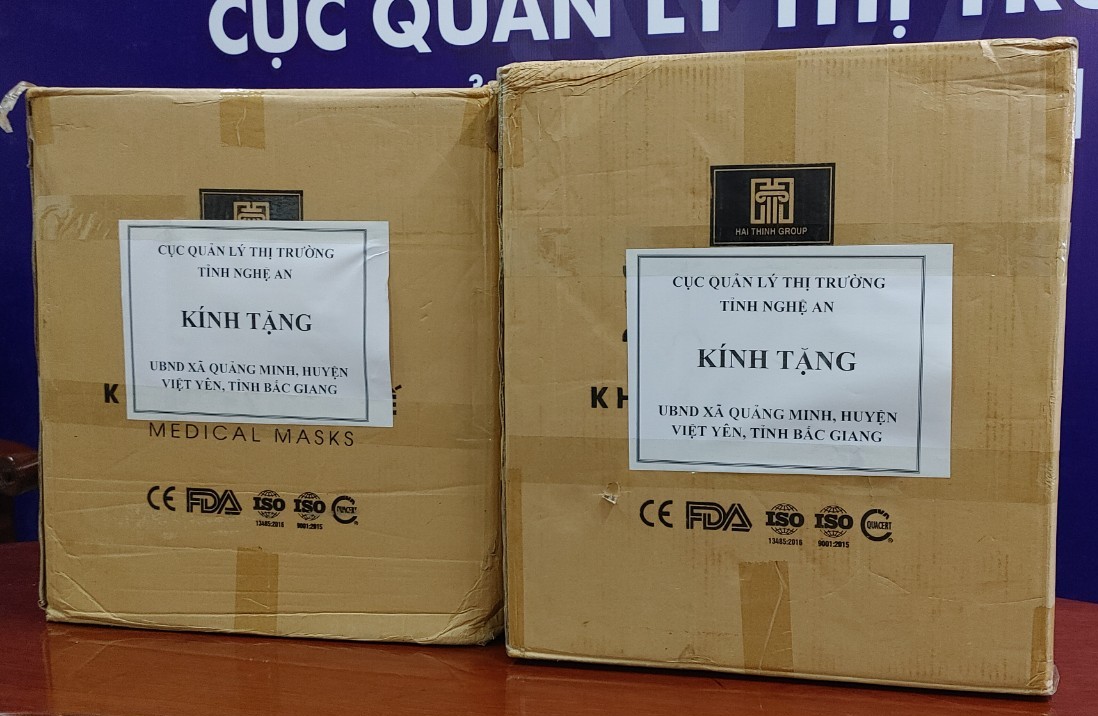 CỤC QUẢN LÝ THỊ TRƯ
CỤC QUẢN LÝ THỊ TRƯỜNG
TỈNH NGHỆ AN
KÍNH TẶNG
UBND XÃ QUẢNG MINH, HUYỆN
VIỆT YÊN, TỈNH BẮC GIANG
MEDICAL MASKS
CE FDA ISO ISO
13485:2016 9001:2015
HAI THINH GROUP
CỤC QUẢN LÝ THỊ TRƯỜNG
TỈNH NGHỆ AN
KÍNH TẶNG
UBND XÃ QUẢNG MINH, HUYỆN
VIỆT YÊN, TỈNH BẮC GIANG
KH
CE FDA ISO ISO QUACERT
13485:2016 9001:2015